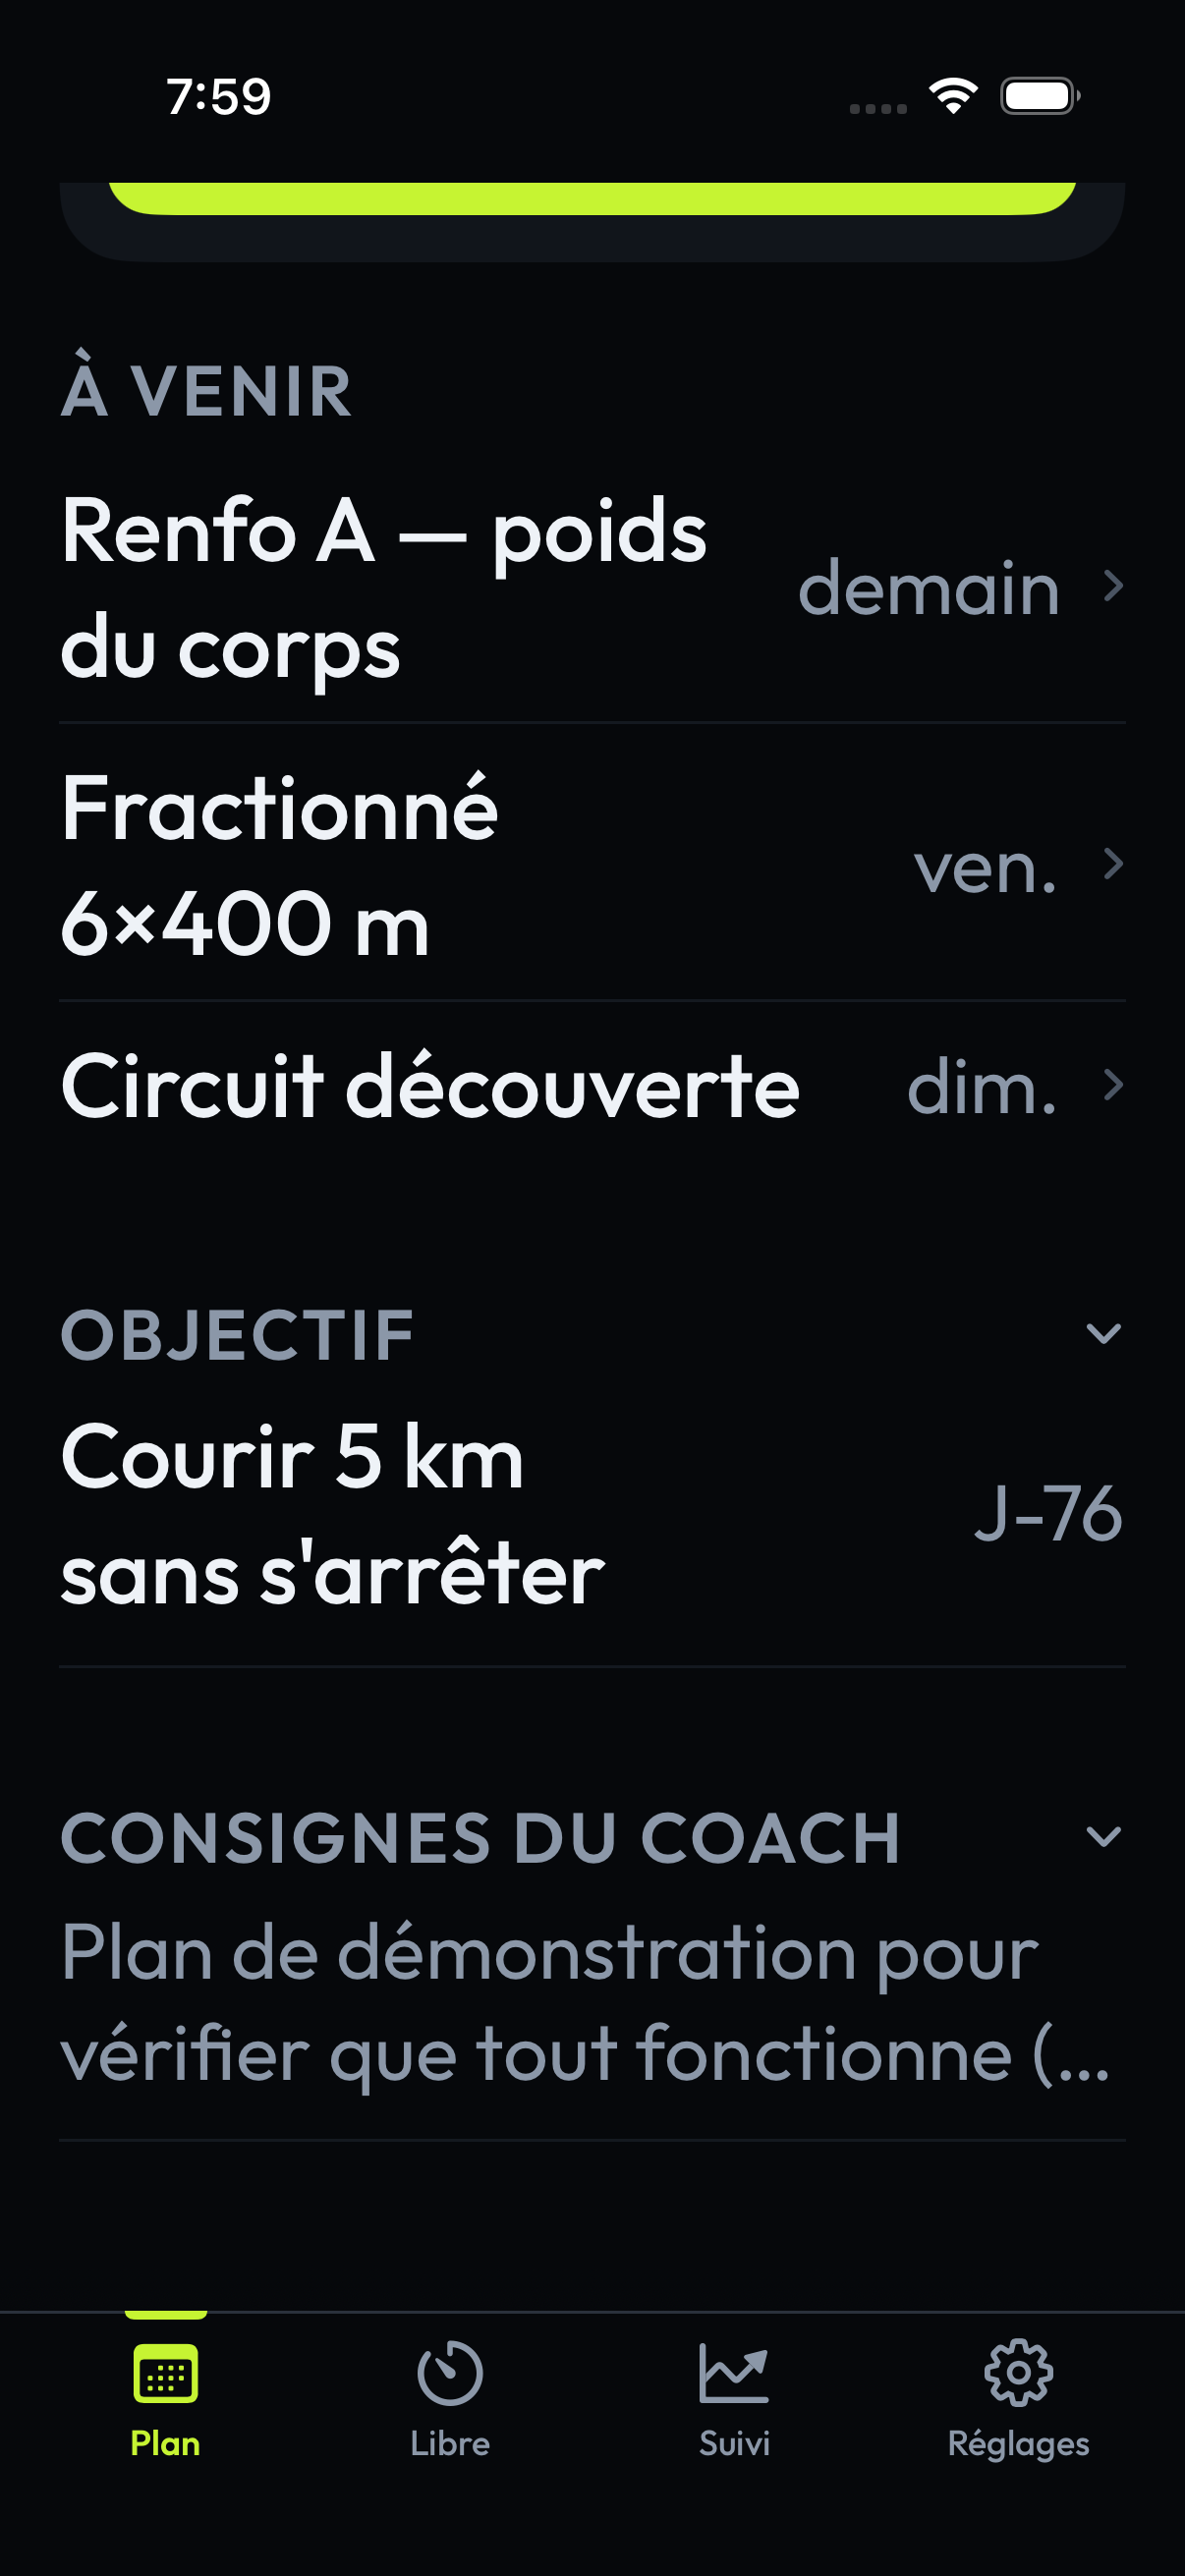 7:59
À VENIR
Renfo A — poids
du corps
demain
Fractionné
6×400 m
ven.
Circuit découverte
dim.
OBJECTIF
Courir 5 km
sans s'arrêter
J-76
CONSIGNES DU COACH
Plan de démonstration pour
vérifier que tout fonctionne (…
Plan
Libre
Suivi
Réglages